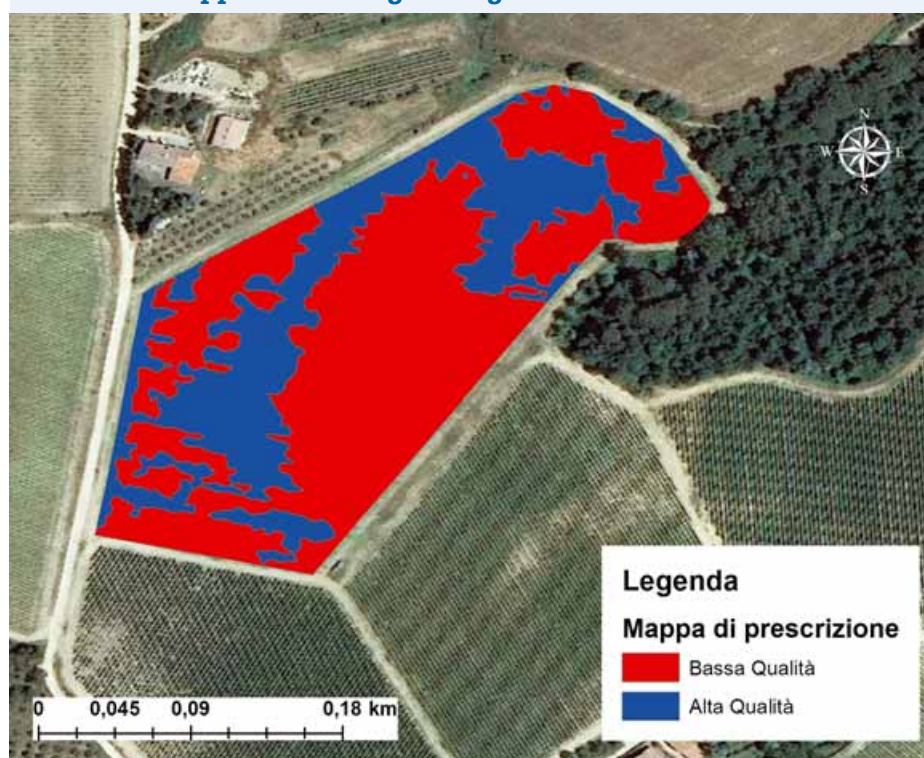 N
W E
S
Legenda
Mappa di prescrizione
Bassa Qualità
Alta Qualità
0 0,045 0,09 0,18 km